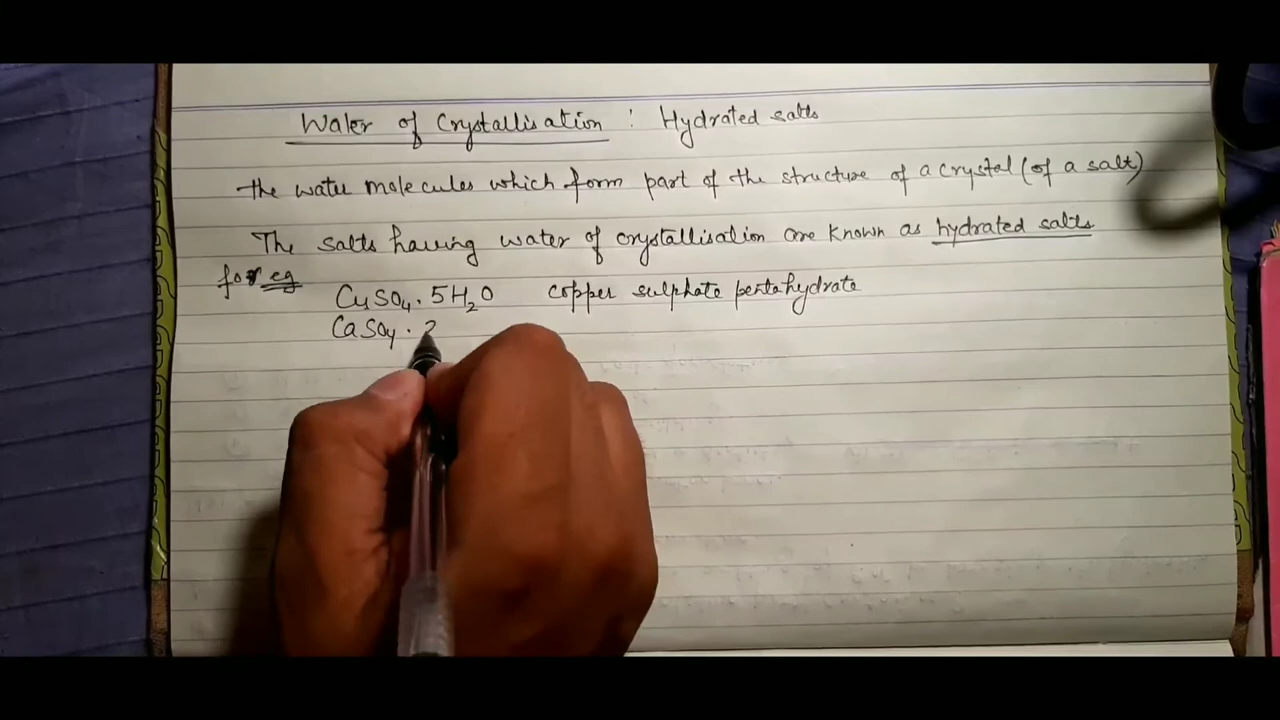 Water of Crystallisation : Hydrated salts
the water molecules which form part of the structure of a crystal (of a salt)
The salts having water of crystallisation are known as hydrated salts
for eg
CuSO4 . 5H2O copper sulphate pentahydrate
CaSO4 . 2